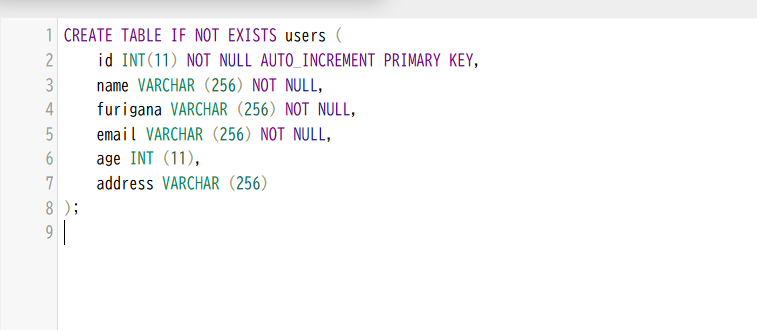 1 CREATE TABLE IF NOT EXISTS users (
2 id INT(11) NOT NULL AUTO_INCREMENT PRIMARY KEY,
3 name VARCHAR (256) NOT NULL,
4 furigana VARCHAR (256) NOT NULL,
5 email VARCHAR (256) NOT NULL,
6 age INT (11),
7 address VARCHAR (256)
8 );
9